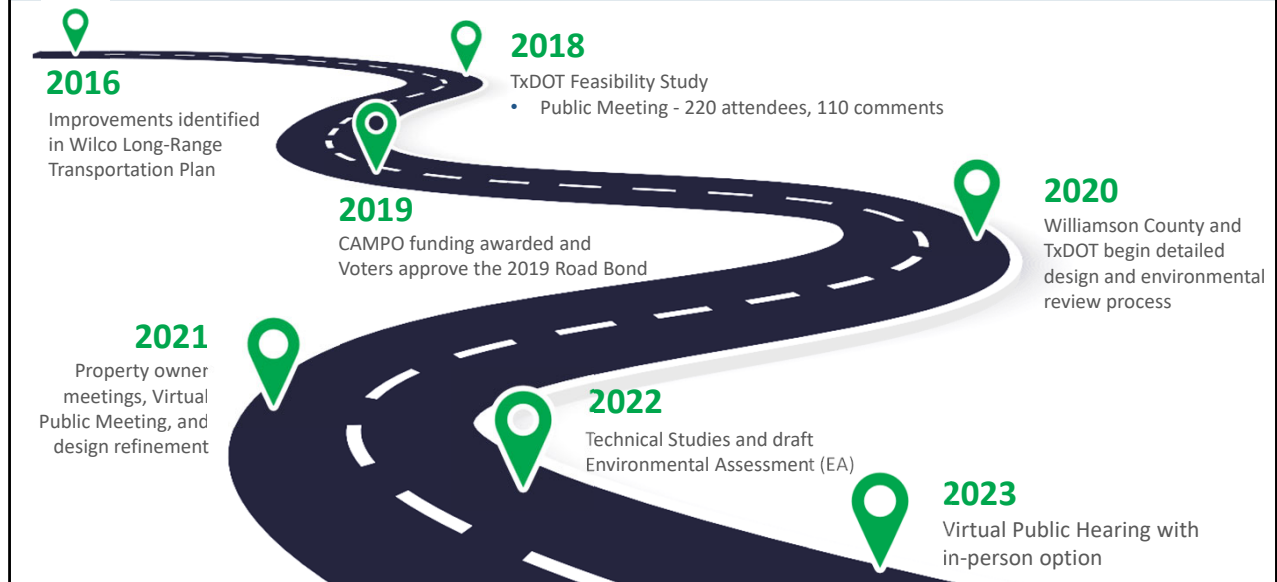 2016
Improvements identified
in Wilco Long-Range
Transportation Plan
2018
TxDOT Feasibility Study
• Public Meeting - 220 attendees, 110 comments
2019
CAMPO funding awarded and
Voters approve the 2019 Road Bond
2020
Williamson County and
TxDOT begin detailed
design and environmental
review process
2021
Property owner
meetings, Virtual
Public Meeting, and
design refinement
2022
Technical Studies and draft
Environmental Assessment (EA)
2023
Virtual Public Hearing with
in-person option